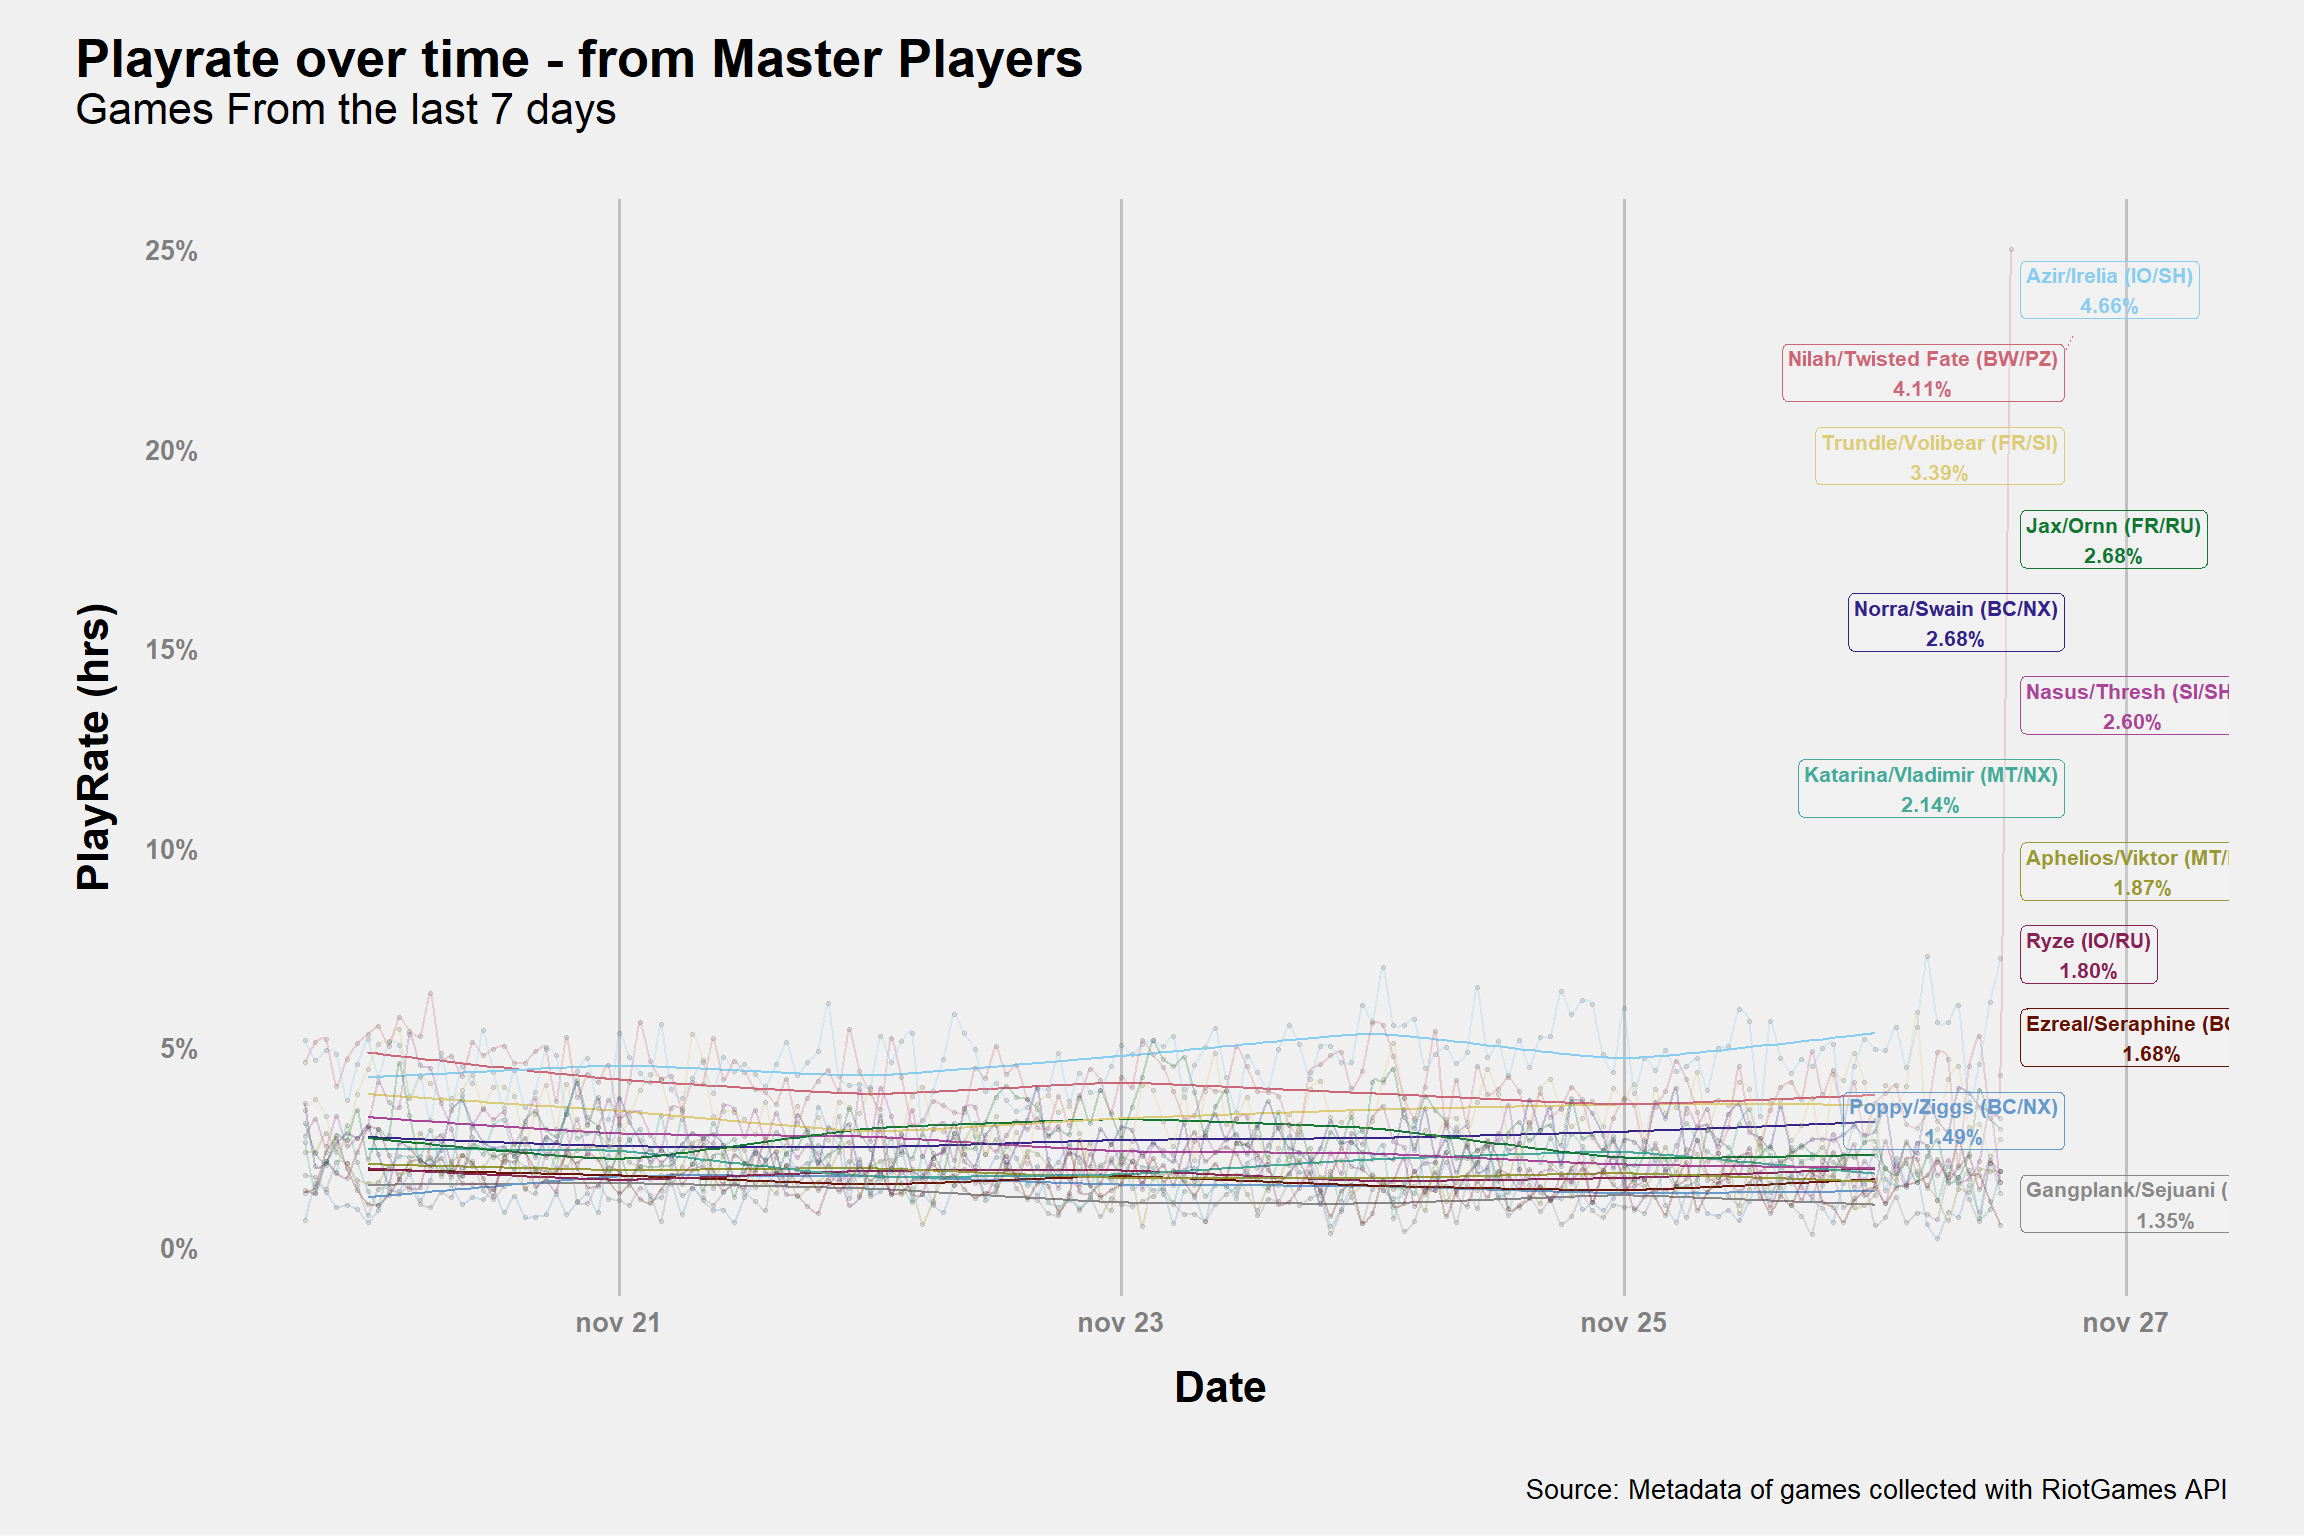 Playrate over time - from Master Players
Games From the last 7 days
PlayRate (hrs)
25%
20%
15%
10%
5%
0%
Azir/Irelia (IO/SH)
4.66%
Nilah/Twisted Fate (BW/PZ)
4.11%
Trundle/Volibear (FR/SI)
3.39%
Jax/Ornn (FR/RU)
2.68%
Norra/Swain (BC/NX)
2.68%
Nasus/Thresh (SI/SH
2.60%
Katarina/Vladimir (MT/NX)
2.14%
Aphelios/Viktor (MT/
1.87%
Ryze (IO/RU)
1.80%
Ezreal/Seraphine (BC
1.68%
Poppy/Ziggs (BC/NX)
1.49%
Gangplank/Sejuani (
1.35%
nov 21
nov 23
nov 25
nov 27
Date
Source: Metadata of games collected with RiotGames API